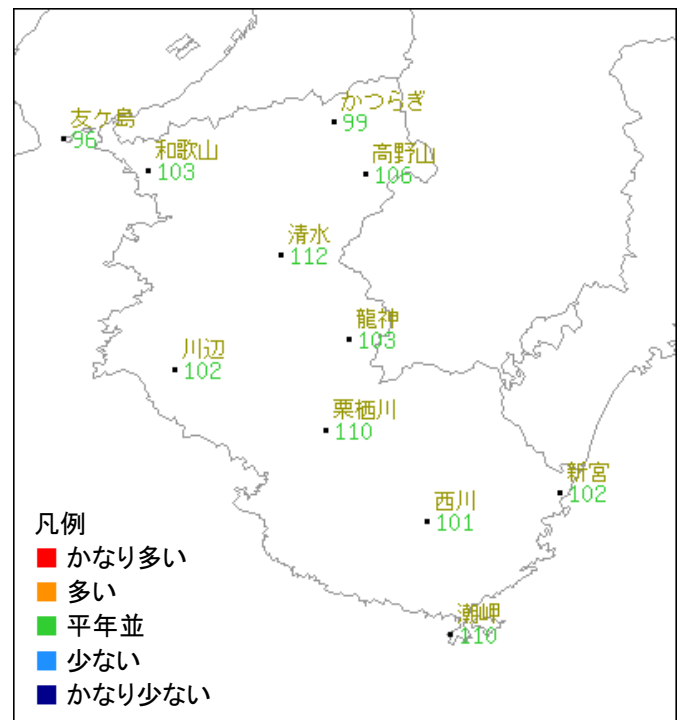 かつらぎ
99
友ケ島
96
和歌山
103
高野山
106
清水
112
龍神
103
川辺
102
栗栖川
110
新宮
102
西川
101
潮岬
110
凡例
かなり多い
多い
平年並
少ない
かなり少ない